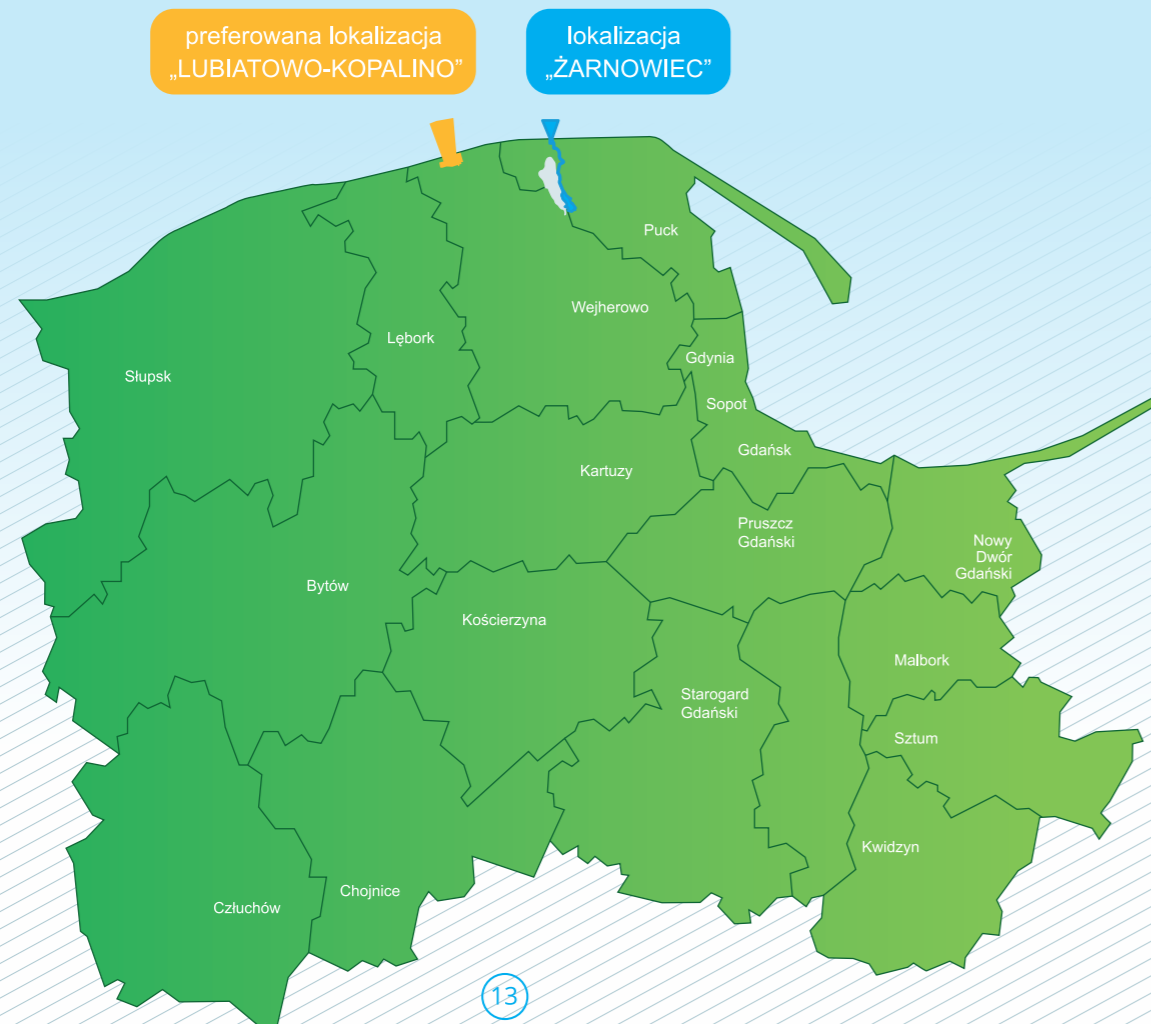 preferowana lokalizacja
„LUBIATOWO-KOPALINO”
lokalizacja
„ŻARNOWIEC”
Puck
Wejherowo
Lębork
Gdynia
Słupsk
Sopot
Gdańsk
Kartuzy
Pruszcz
Gdański
Nowy
Dwór
Gdański
Bytów
Kościerzyna
Malbork
Starogard
Gdański
Sztum
Kwidzyn
Chojnice
Człuchów
13